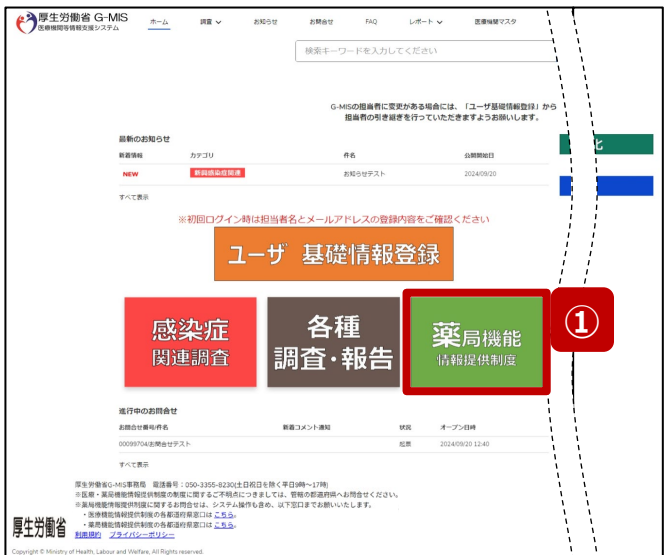 厚生労働省 G-MIS
医療機関等情報支援システム
ホーム 調査 お知らせ お問合せ FAQ レポート 医療機関マスタ
検索キーワードを入力してください
G-MISの担当者に変更がある場合には、「ユーザ基礎情報登録」から
担当者の引き継ぎを行っていただきますようお願いします。
化
最新のお知らせ
新着情報 カテゴリ 件名 公開開始日
NEW 新興感染症関連 お知らせテスト 2024/09/20
すべて表示
※初回ログイン時は担当者名とメールアドレスの登録内容をご確認ください
ユーザ 基礎情報登録
感染症
関連調査
各種
調査・報告
薬局機能
情報提供制度
①
進行中のお問合せ
お問合せ番号/件名 新着コメント通知 状況 オープン日時
00099704/お問合せテスト 起票 2024/09/20 12:40
すべて表示
厚生労働省G-MIS事務局 電話番号：050-3355-8230(土日祝日を除く平日9時～17時)
※医療・薬局機能情報提供制度の制度に関するご不明点につきましては、管轄の都道府県へお問合せください。
※薬局機能情報提供制度に関するお問合せは、システム操作も含め、以下窓口までお願いいたします。
・医療機能情報提供制度の各都道府県窓口は こちら。
・薬局機能情報提供制度の各都道府県窓口は こちら。
厚生労働省
利用規約 プライバシーポリシー
Copyright © Ministry of Health, Labour and Welfare, All Rights reserved.